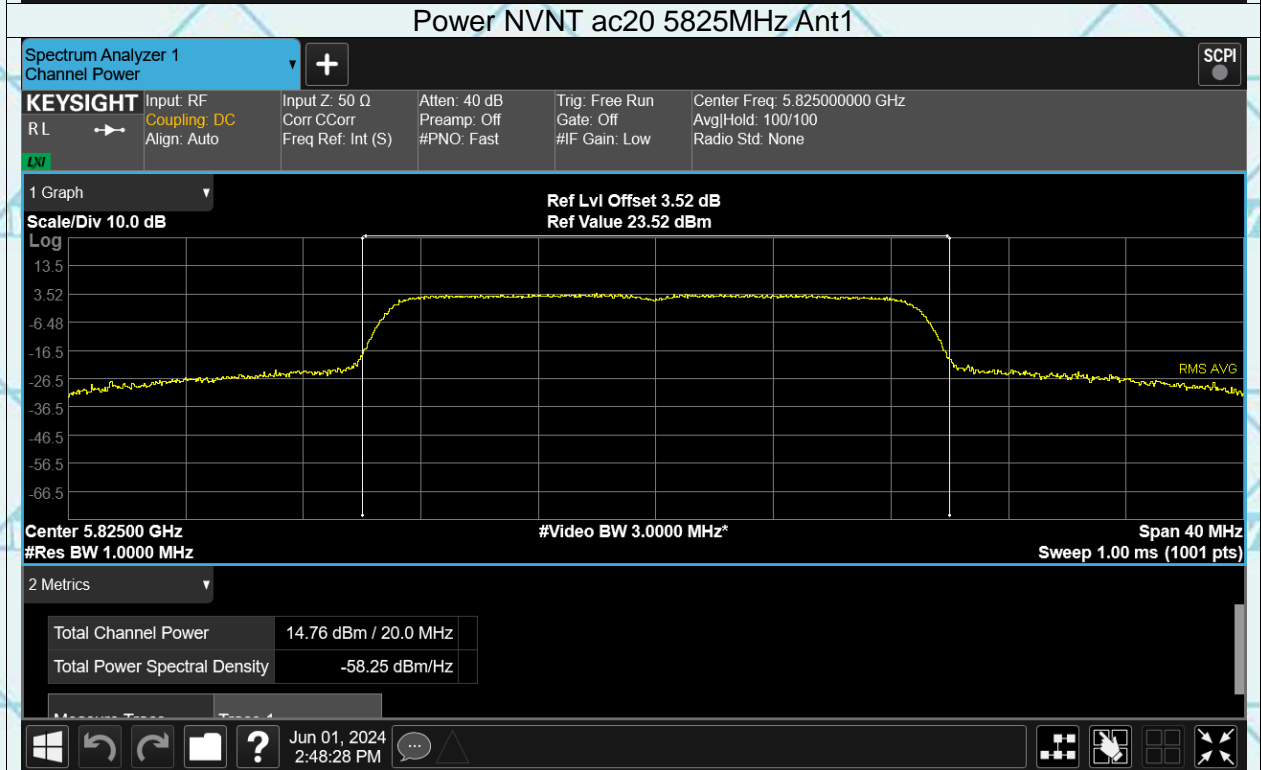 Power NVNT ac20 5825MHz Ant1
Spectrum Analyzer 1
Channel Power
SCPI
KEYSIGHT
RL
LXI
Input: RF
Coupling: DC
Align: Auto
Input Z: 50 Ω
Corr CCorr
Freq Ref: Int (S)
Atten: 40 dB
Preamp: Off
#PNO: Fast
Trig: Free Run
Gate: Off
#IF Gain: Low
Center Freq: 5.825000000 GHz
Avg|Hold: 100/100
Radio Std: None
1 Graph
Scale/Div 10.0 dB
Ref Lvl Offset 3.52 dB
Ref Value 23.52 dBm
Log
13.5
3.52
-6.48
-16.5
-26.5
-36.5
-46.5
-56.5
-66.5
RMS AVG
Center 5.82500 GHz
#Video BW 3.0000 MHz*
Span 40 MHz
#Res BW 1.0000 MHz
Sweep 1.00 ms (1001 pts)
2 Metrics
Total Channel Power 14.76 dBm / 20.0 MHz
Total Power Spectral Density -58.25 dBm/Hz
Measure Trace Trace 1
Jun 01, 2024
2:48:28 PM